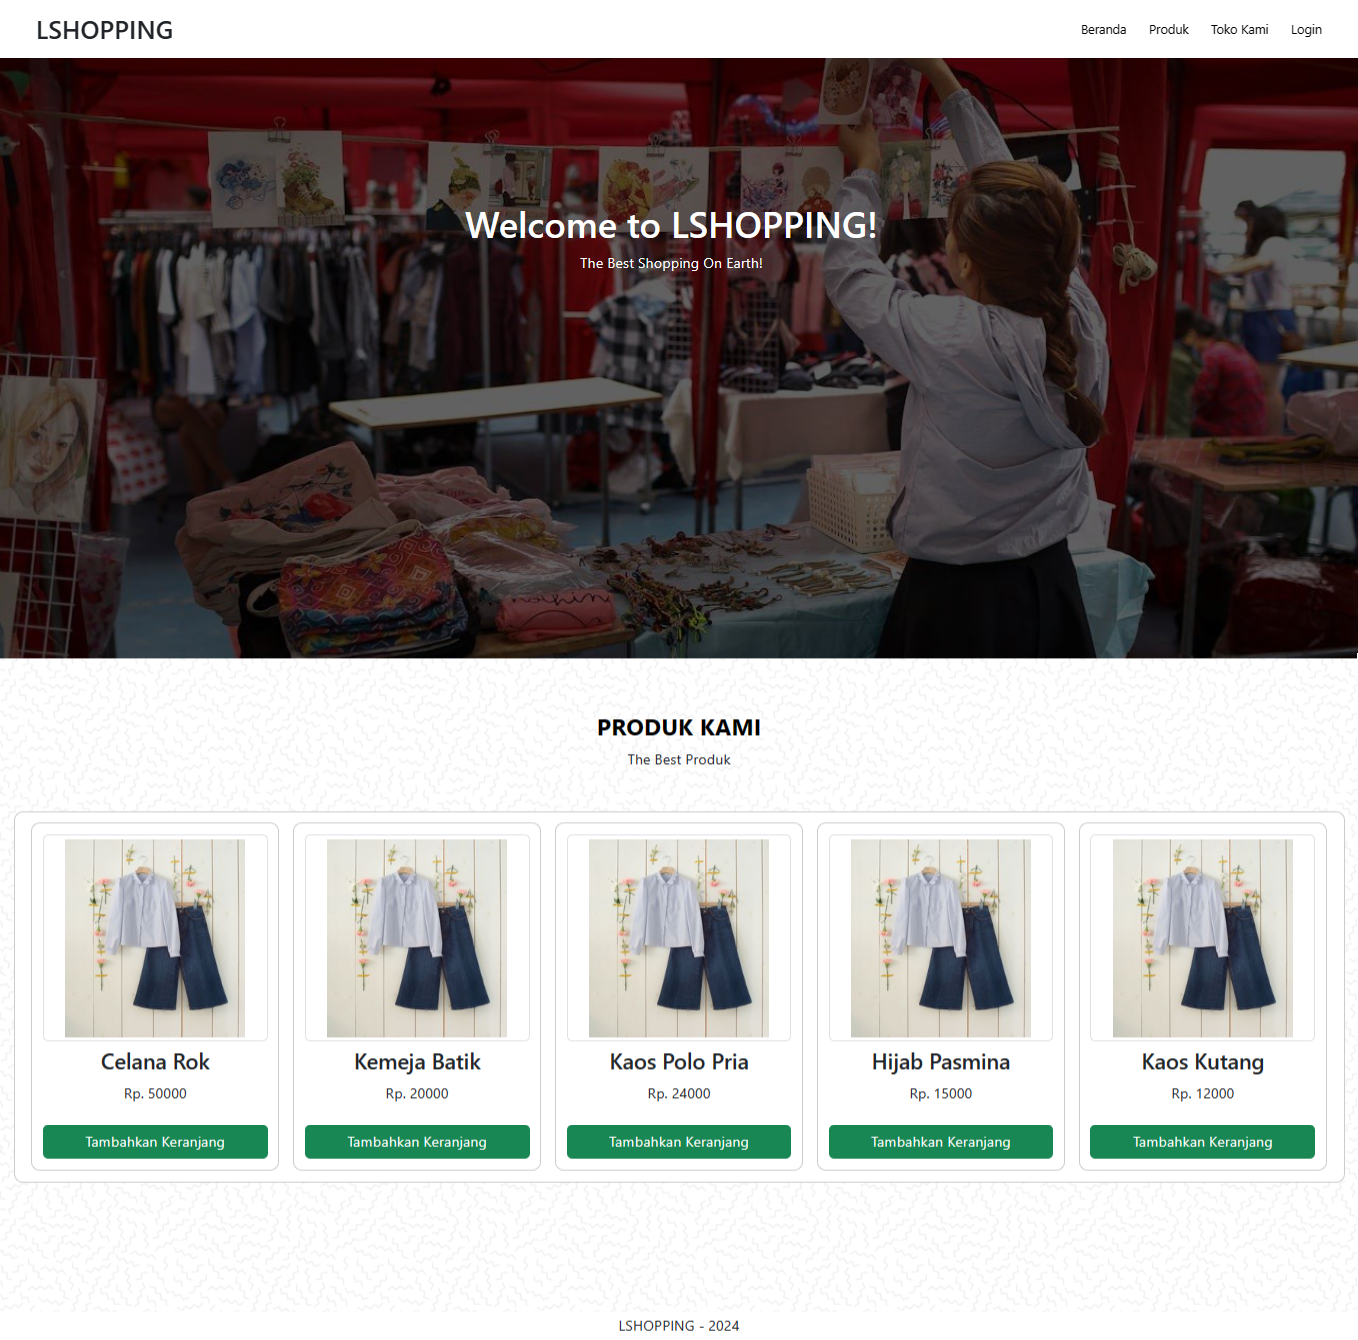 LSHOPPING
Beranda Produk Toko Kami Login
Welcome to LSHOPPING!
The Best Shopping On Earth!
PRODUK KAMI
The Best Produk
Celana Rok
Rp. 50000
Tambahkan Keranjang
Kemeja Batik
Rp. 20000
Tambahkan Keranjang
Kaos Polo Pria
Rp. 24000
Tambahkan Keranjang
Hijab Pasmina
Rp. 15000
Tambahkan Keranjang
Kaos Kutang
Rp. 12000
Tambahkan Keranjang
LSHOPPING - 2024